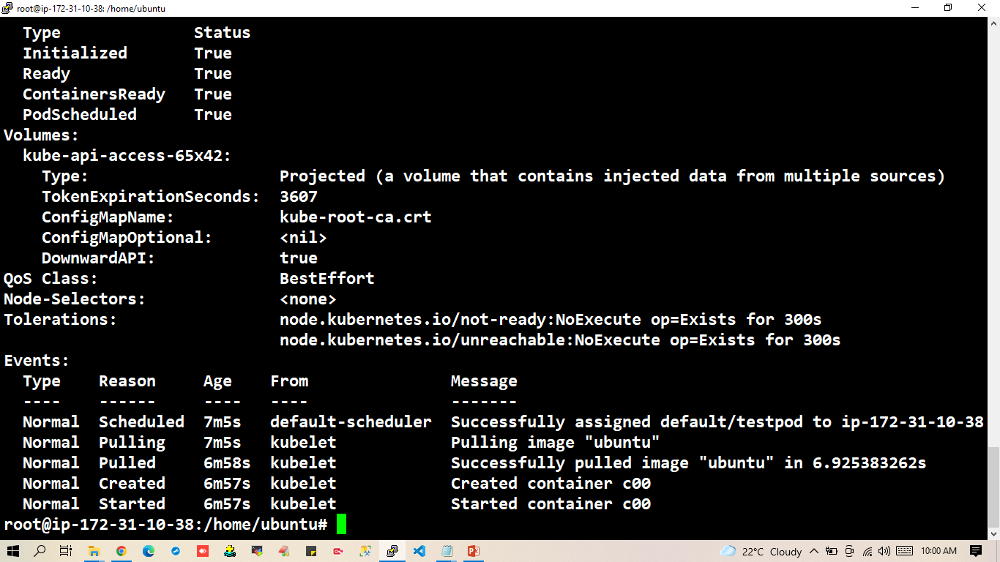 root@ip-172-31-10-38: /home/ubuntu
Type Status
Initialized True
Ready True
ContainersReady True
PodScheduled True
Volumes:
kube-api-access-65x42:
Type: Projected (a volume that contains injected data from multiple sources)
TokenExpirationSeconds: 3607
ConfigMapName: kube-root-ca.crt
ConfigMapOptional: <nil>
DownwardAPI: true
QoS Class: BestEffort
Node-Selectors: <none>
Tolerations: node.kubernetes.io/not-ready:NoExecute op=Exists for 300s
node.kubernetes.io/unreachable:NoExecute op=Exists for 300s
Events:
Type Reason Age From Message
---- ------ ---- ---- -------
Normal Scheduled 7m5s default-scheduler Successfully assigned default/testpod to ip-172-31-10-38
Normal Pulling 7m5s kubelet Pulling image "ubuntu"
Normal Pulled 6m58s kubelet Successfully pulled image "ubuntu" in 6.925383262s
Normal Created 6m57s kubelet Created container c00
Normal Started 6m57s kubelet Started container c00
root@ip-172-31-10-38:/home/ubuntu#
22°C Cloudy 10:00 AM